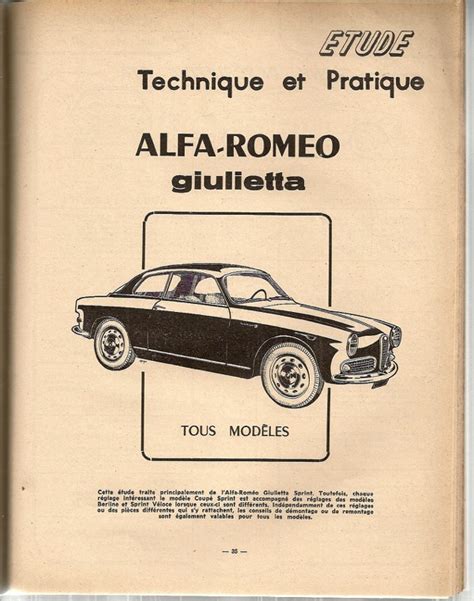 ETUDE
Technique et Pratique
ALFA-ROMEO
giulietta
TOUS MODÈLES
Cette étude traite principalement de l'Alfa-Roméo Giulietta Sprint. Toutefois, chaque
réglage intéressant le modèle Coupé Sprint est accompagné des réglages des modèles
Berline et Sprint Véloce lorsque ceux-ci sont différents. Indépendamment de ces réglages
ou des pièces différentes qui s'y rattachent, les conseils de démontage ou de remontage
sont également valables pour tous les modèles.
— 35 —